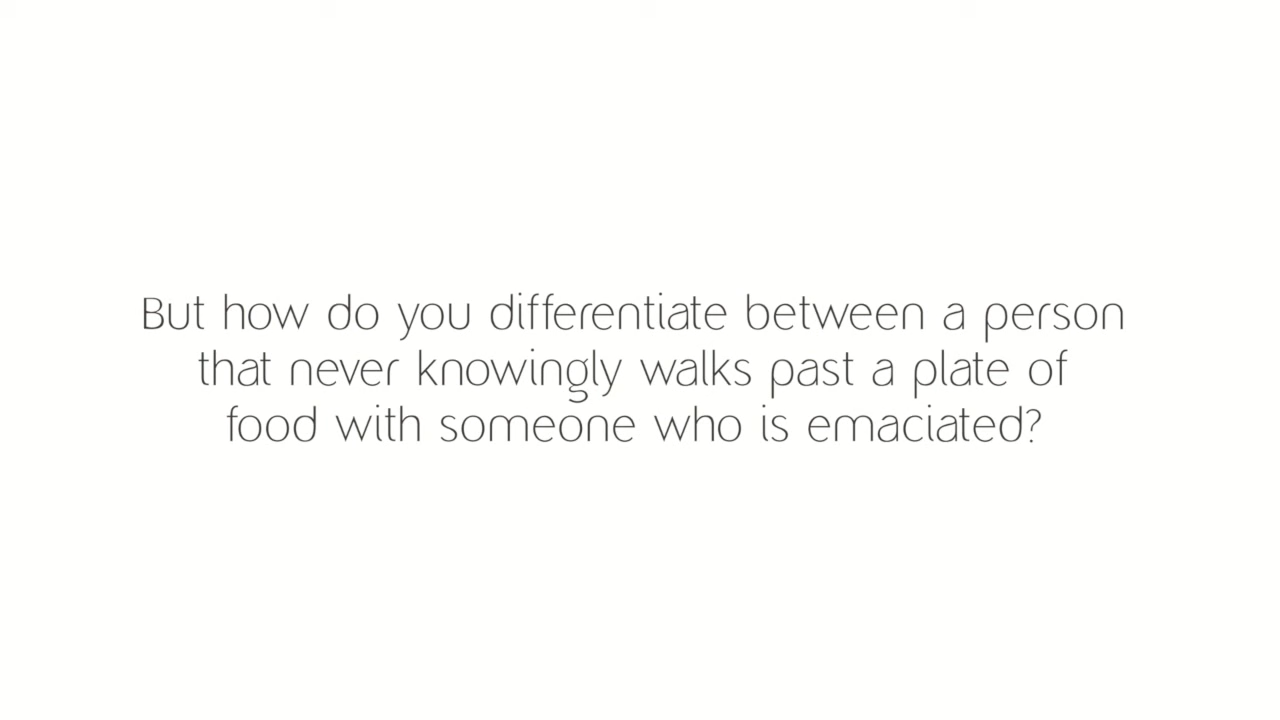 But how do you differentiate between a person
that never knowingly walks past a plate of
food with someone who is emaciated?